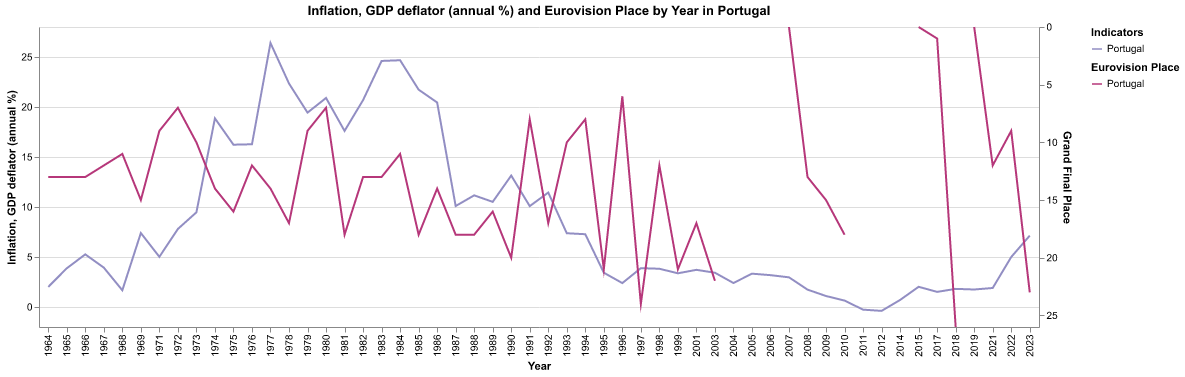 Inflation, GDP deflator (annual %) and Eurovision Place by Year in Portugal
Inflation, GDP deflator (annual %)
25
20
15
10
5
0
0
5
10
15
20
25
Grand Final Place
1964 1965 1966 1967 1968 1969 1971 1972 1973 1974 1975 1976 1977 1978 1979 1980 1981 1982 1983 1984 1985 1986 1987 1988 1989 1990 1991 1992 1993 1994 1995 1996 1997 1998 1999 2001 2003 2004 2005 2006 2007 2008 2009 2010 2011 2012 2014 2015 2017 2018 2019 2021 2022 2023
Year
Indicators
Portugal
Eurovision Place
Portugal